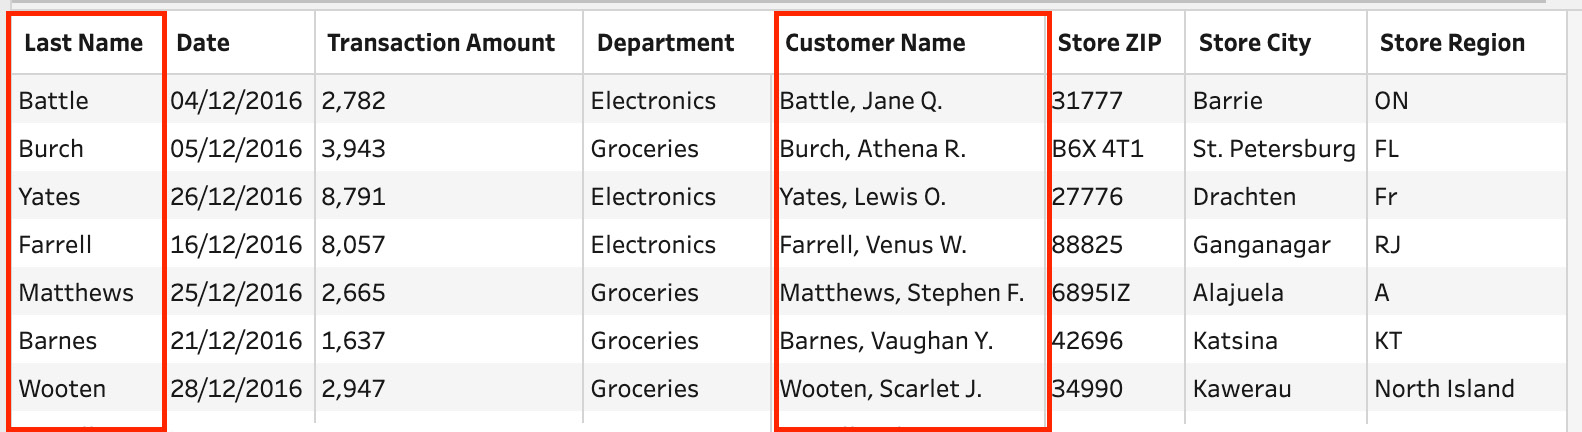 Last Name Date Transaction Amount Department Customer Name Store ZIP Store City Store Region
Battle 04/12/2016 2,782 Electronics Battle, Jane Q. 31777 Barrie ON
Burch 05/12/2016 3,943 Groceries Burch, Athena R. B6X 4T1 St. Petersburg FL
Yates 26/12/2016 8,791 Electronics Yates, Lewis O. 27776 Drachten Fr
Farrell 16/12/2016 8,057 Electronics Farrell, Venus W. 88825 Ganganagar RJ
Matthews 25/12/2016 2,665 Groceries Matthews, Stephen F. 6895IZ Alajuela A
Barnes 21/12/2016 1,637 Groceries Barnes, Vaughan Y. 42696 Katsina KT
Wooten 28/12/2016 2,947 Groceries Wooten, Scarlet J. 34990 Kawerau North Island